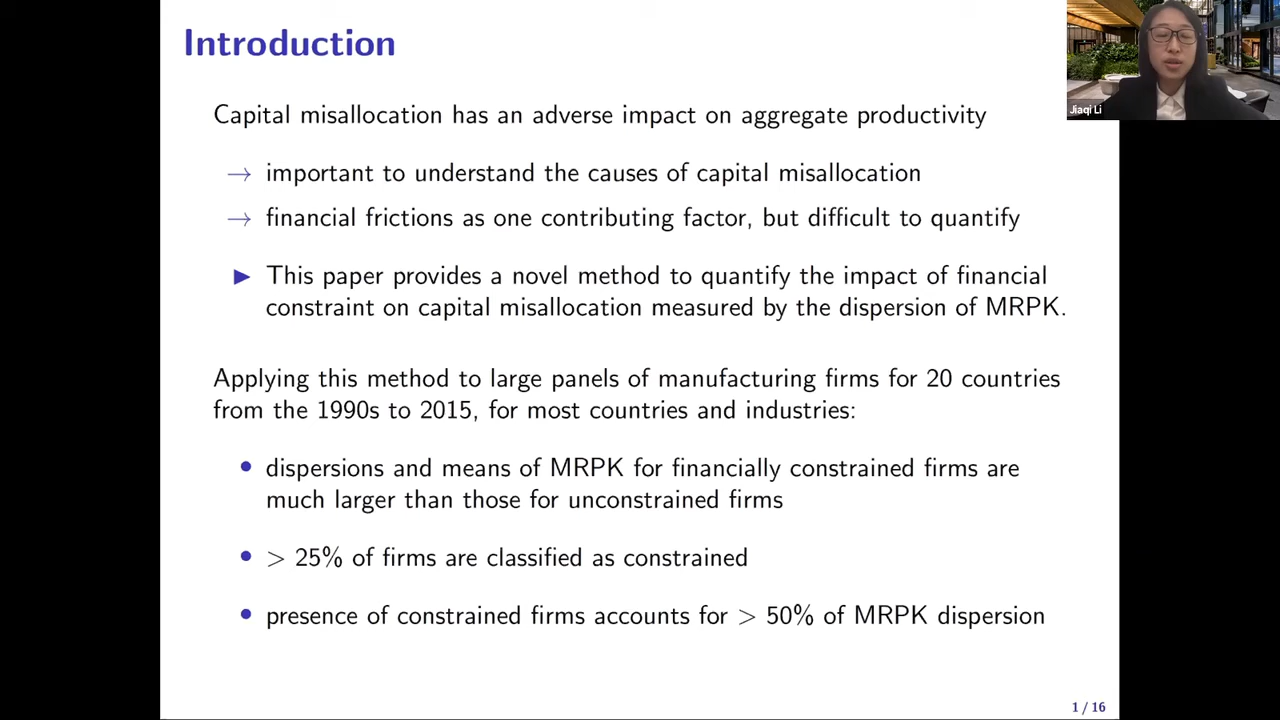 Introduction
Jiaqi Li
Capital misallocation has an adverse impact on aggregate productivity
→ important to understand the causes of capital misallocation
→ financial frictions as one contributing factor, but difficult to quantify
▶ This paper provides a novel method to quantify the impact of financial
constraint on capital misallocation measured by the dispersion of MRPK.
Applying this method to large panels of manufacturing firms for 20 countries
from the 1990s to 2015, for most countries and industries:
• dispersions and means of MRPK for financially constrained firms are
much larger than those for unconstrained firms
• > 25% of firms are classified as constrained
• presence of constrained firms accounts for > 50% of MRPK dispersion
1 / 16